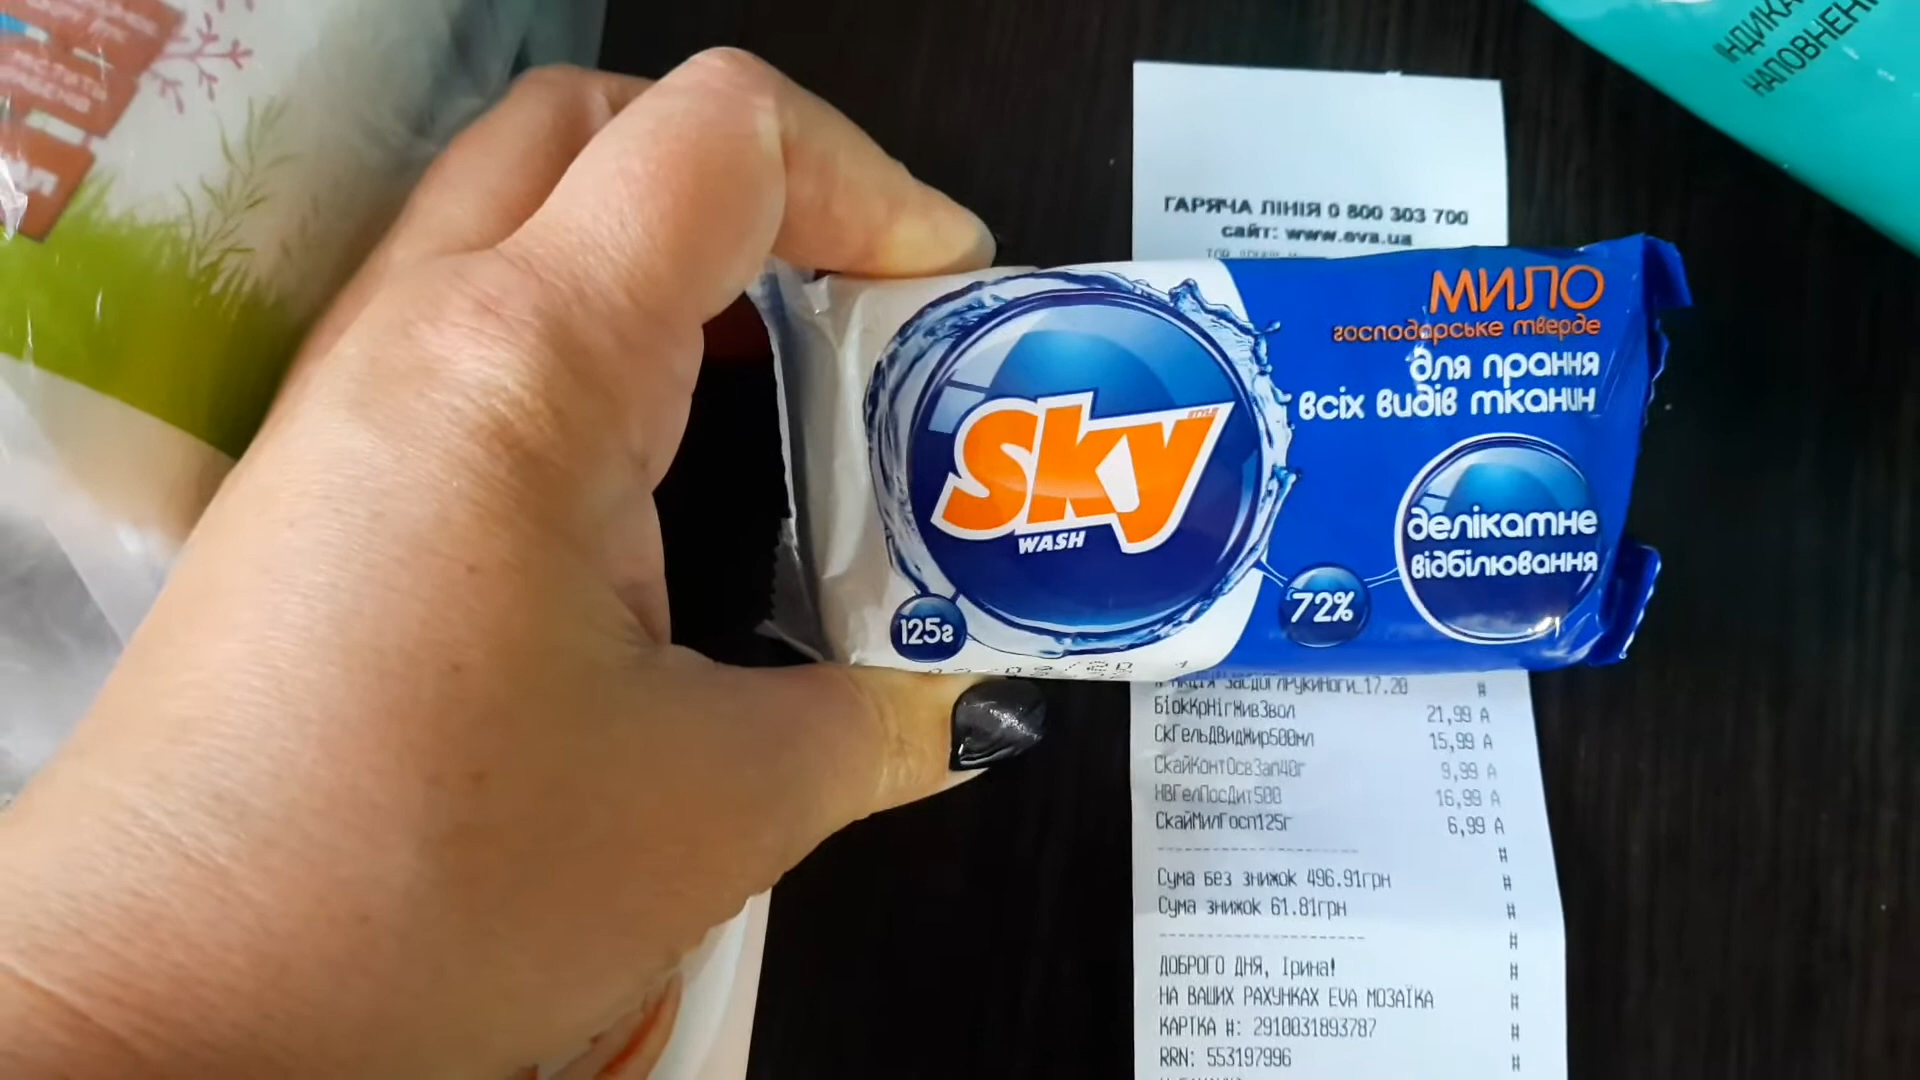 ІНДИКА
НАПОВНЕН
ГАРЯЧА ЛІНІЯ 0 800 303 700
сайт: www.eva.ua
МИЛО
господарське тверде
для прання
всіх видів тканин
Sky
STYLE
WASH
делікатне
відбілювання
72%
125г
БіокКрНігЖивЗвол 21,99 А
СкГельДВидЖир500мл 15,99 А
СкайКонтОсвЗап40г 9,99 А
НВГелПосДит500 16,99 А
СкайМилГосп125г 6,99 А
Сума без знижок 496.91грн #
Сума знижок 61.81грн #
ДОБРОГО ДНЯ, Ірина! #
НА ВАШИХ РАХУНКАХ EVA МОЗАЇКА #
КАРТКА #: 2910031893787 #
RRN: 553197996 #